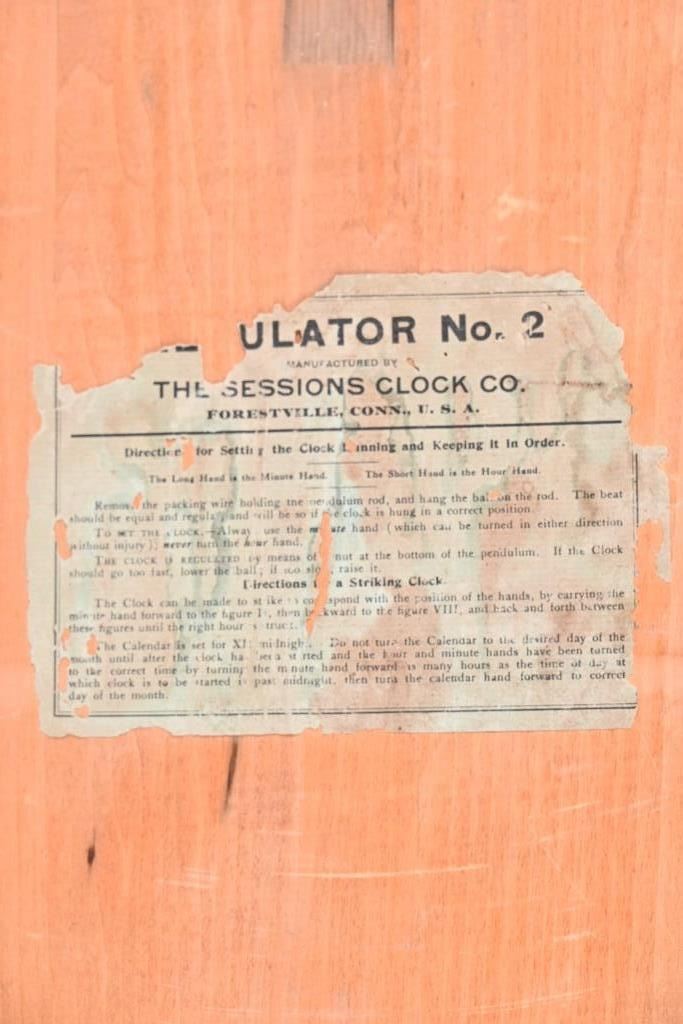 ULATOR No. 2
MANUFACTURED BY
THE SESSIONS CLOCK CO.
FORESTVILLE, CONN., U. S. A.
Direction for Setting the Clock Running and Keeping It In Order.
The Long Hand is the Minute Hand. The Short Hand is the Hour Hand.
Remove the packing wire holding the pendulum rod, and hang the ball on the rod. The beat
should be equal and regular, and will be so if the clock is hung in a correct position.
TO SET THE CLOCK.—Always use the minute hand (which can be turned in either direction
without injury); never turn the hour hand.
THE CLOCK IS REGULATED by means of nut at the bottom of the pendulum. If the Clock
should go too fast, lower the ball; if too slow, raise it.
Directions a Striking Clock.
The Clock can be made to strike to correspond with the position of the hands, by carrying the
minute hand forward to the figure I, then backward to the figure VIII, and back and forth between
these figures until the right hour is struck.
The Calendar is set for XII midnight. Do not turn the Calendar to the desired day of the
month until after the clock has been started and the hour and minute hands have been turned
to the correct time by turning the minute hand forward as many hours as the time of day at
which clock is to be started is past midnight, then turn the calendar hand forward to correct
day of the month.